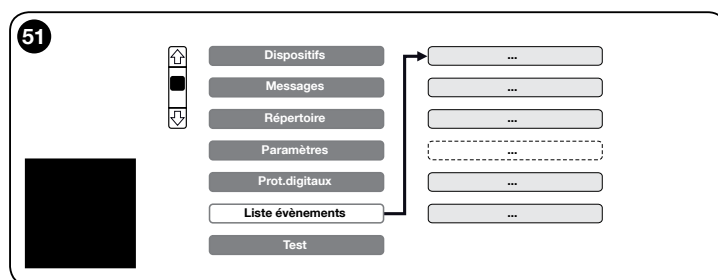 51
Dispositifs ...
Messages ...
Répertoire ...
Paramètres ...
Prot.digitaux ...
Liste évènements ...
Test